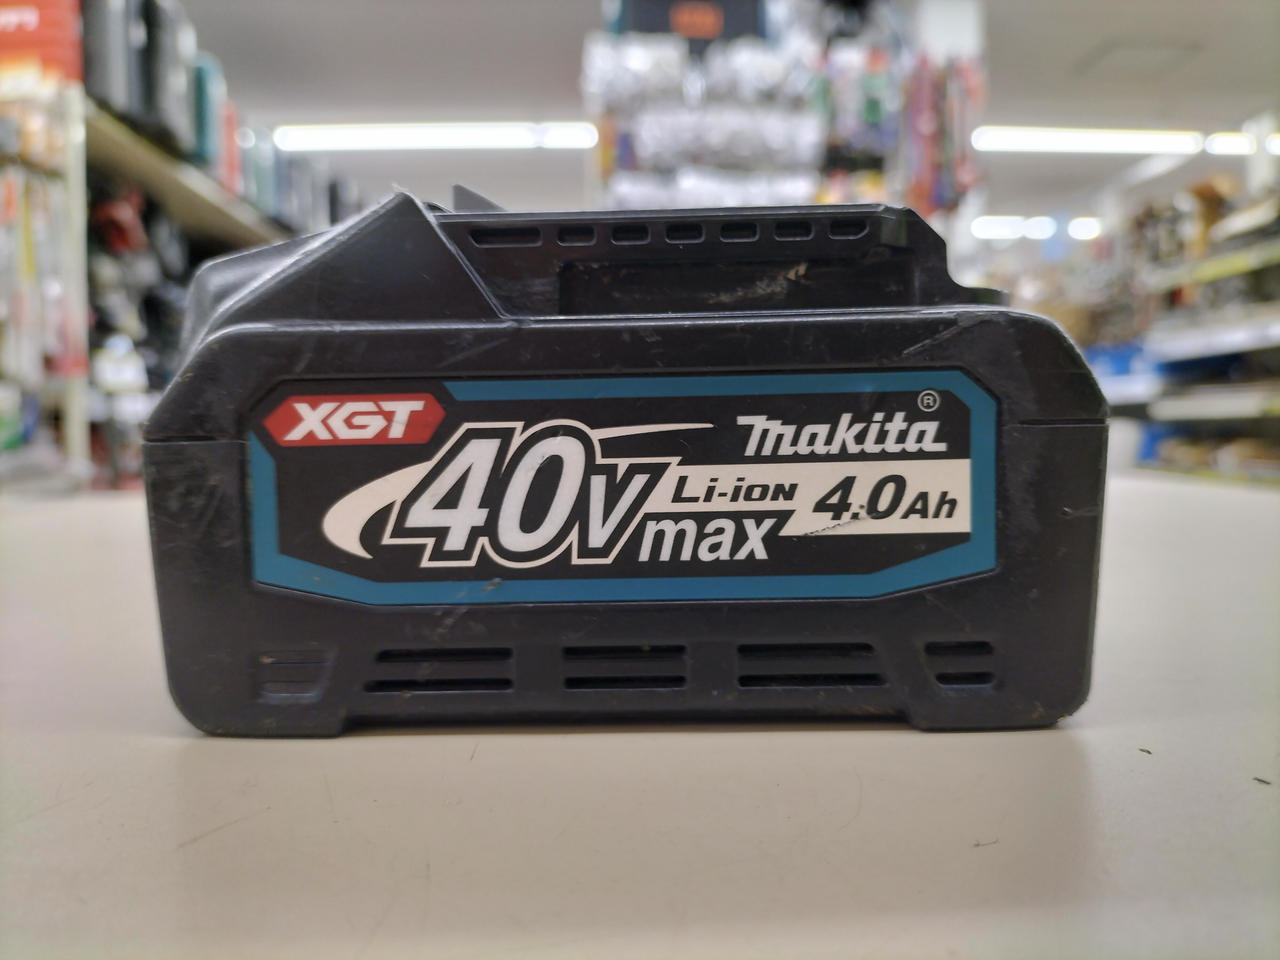 XGT
makita®
40v
max
Li-ion
4.0Ah